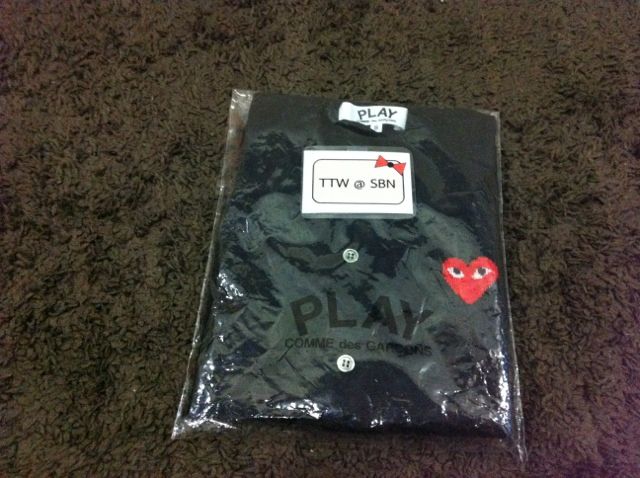 PLAY
TTW @ SBN
PLAY
COMME des GARÇONS